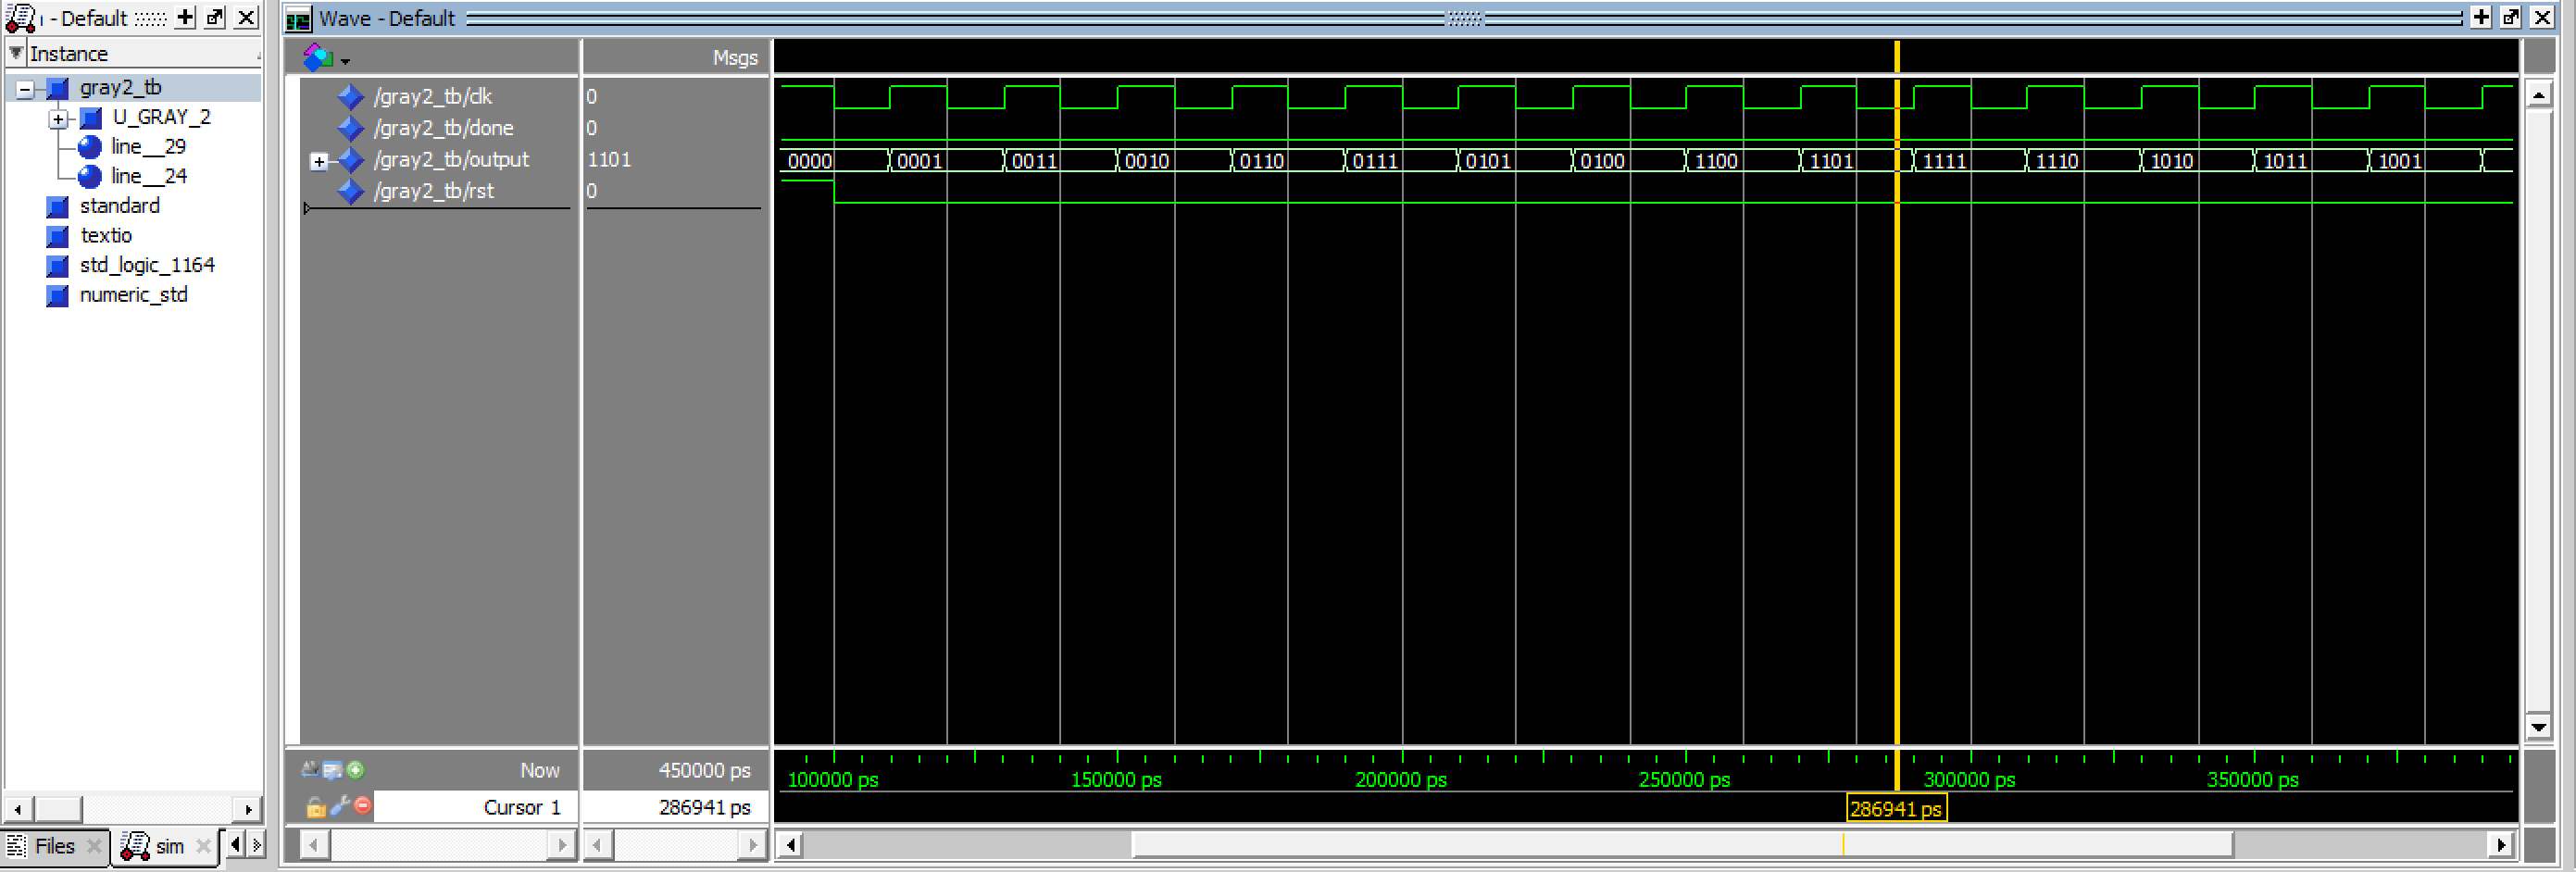 - Default
Wave - Default
Instance
Msgs
gray2_tb
U_GRAY_2
line__29
line__24
standard
textio
std_logic_1164
numeric_std
/gray2_tb/clk 0
/gray2_tb/done 0
/gray2_tb/output 1101 0000 0001 0011 0010 0110 0111 0101 0100 1100 1101 1111 1110 1010 1011 1001
/gray2_tb/rst 0
Now 450000 ps 100000 ps 150000 ps 200000 ps 250000 ps 300000 ps 350000 ps
Cursor 1 286941 ps 286941 ps
Files sim